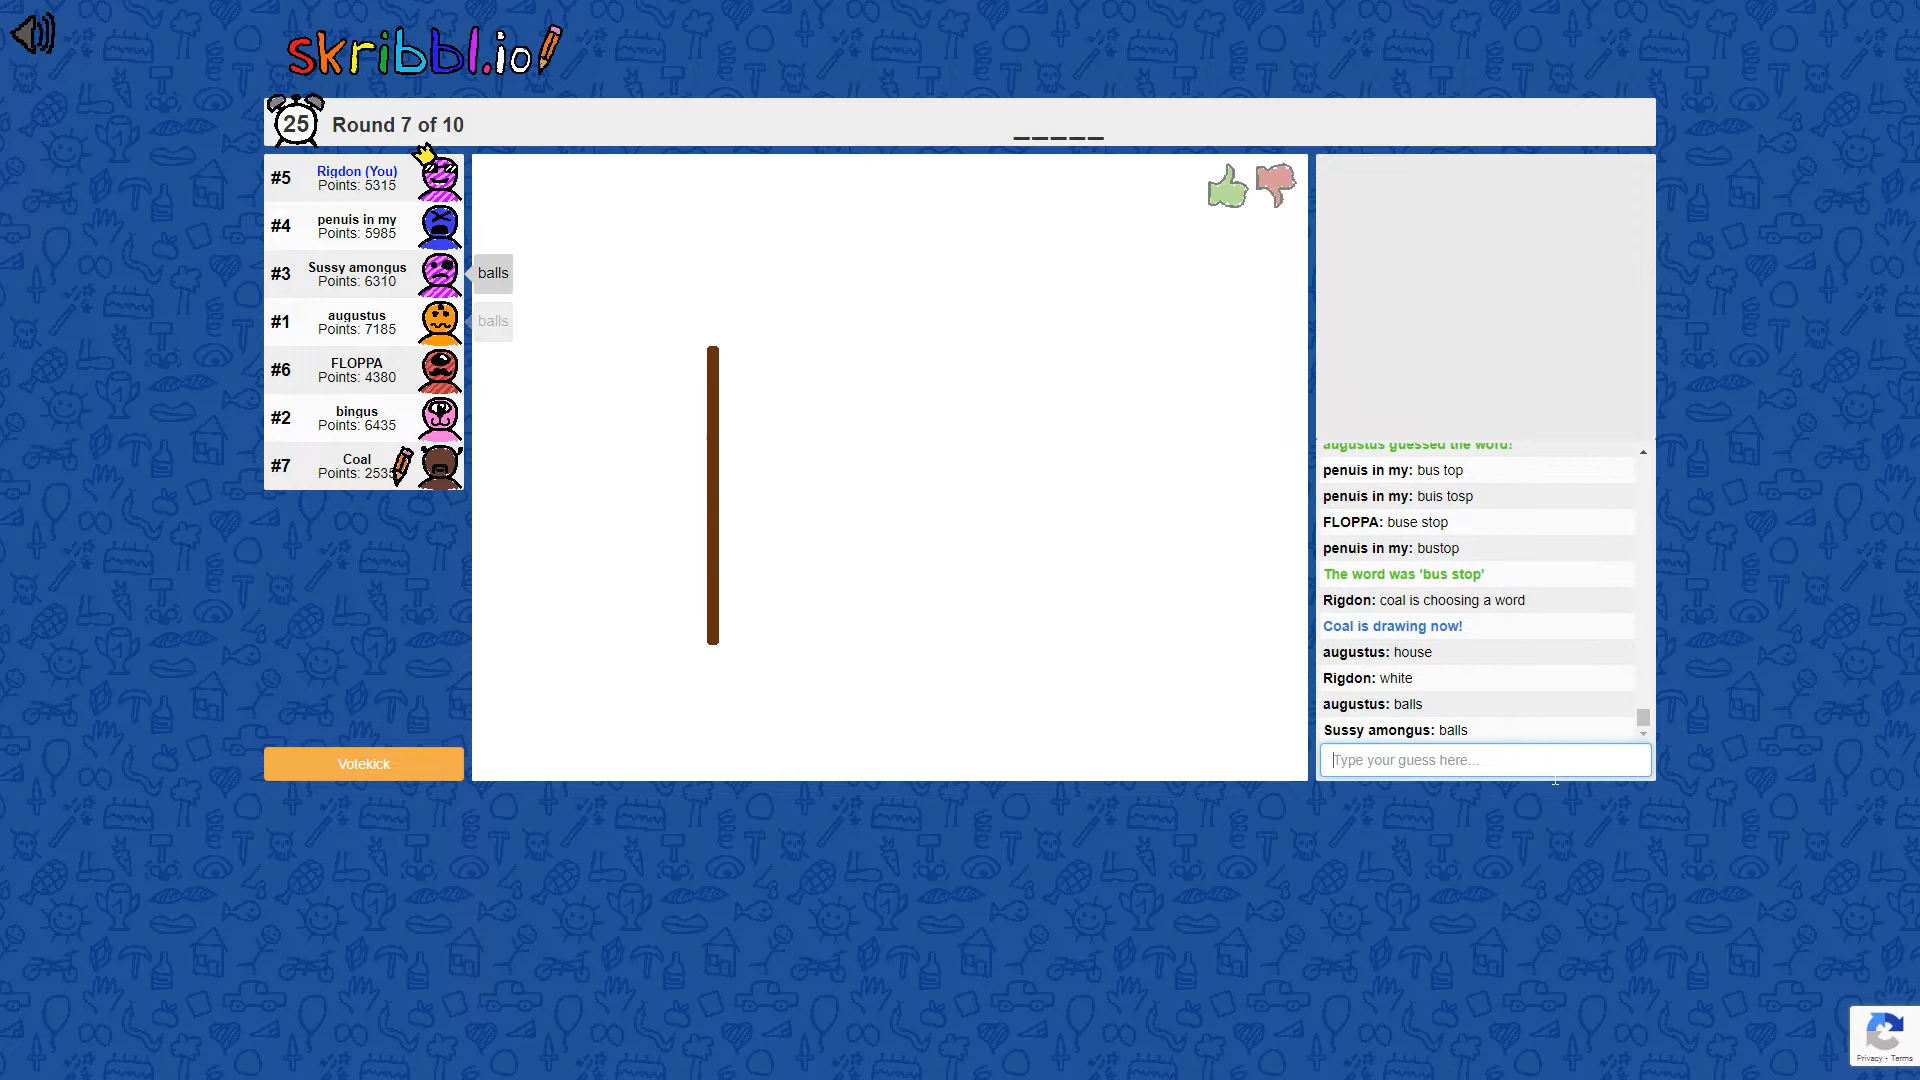 skribbl.io
25
Round 7 of 10
_ _ _ _ _
#5
Rigdon (You)
Points: 5315
#4
penuis in my
Points: 5985
#3
Sussy amongus
Points: 6310
balls
#1
augustus
Points: 7185
balls
#6
FLOPPA
Points: 4380
#2
bingus
Points: 6435
#7
Coal
Points: 2535
Votekick
augustus guessed the word!
penuis in my: bus top
penuis in my: buis tosp
FLOPPA: buse stop
penuis in my: bustop
The word was 'bus stop'
Rigdon: coal is choosing a word
Coal is drawing now!
augustus: house
Rigdon: white
augustus: balls
Sussy amongus: balls
Type your guess here...
Privacy - Terms